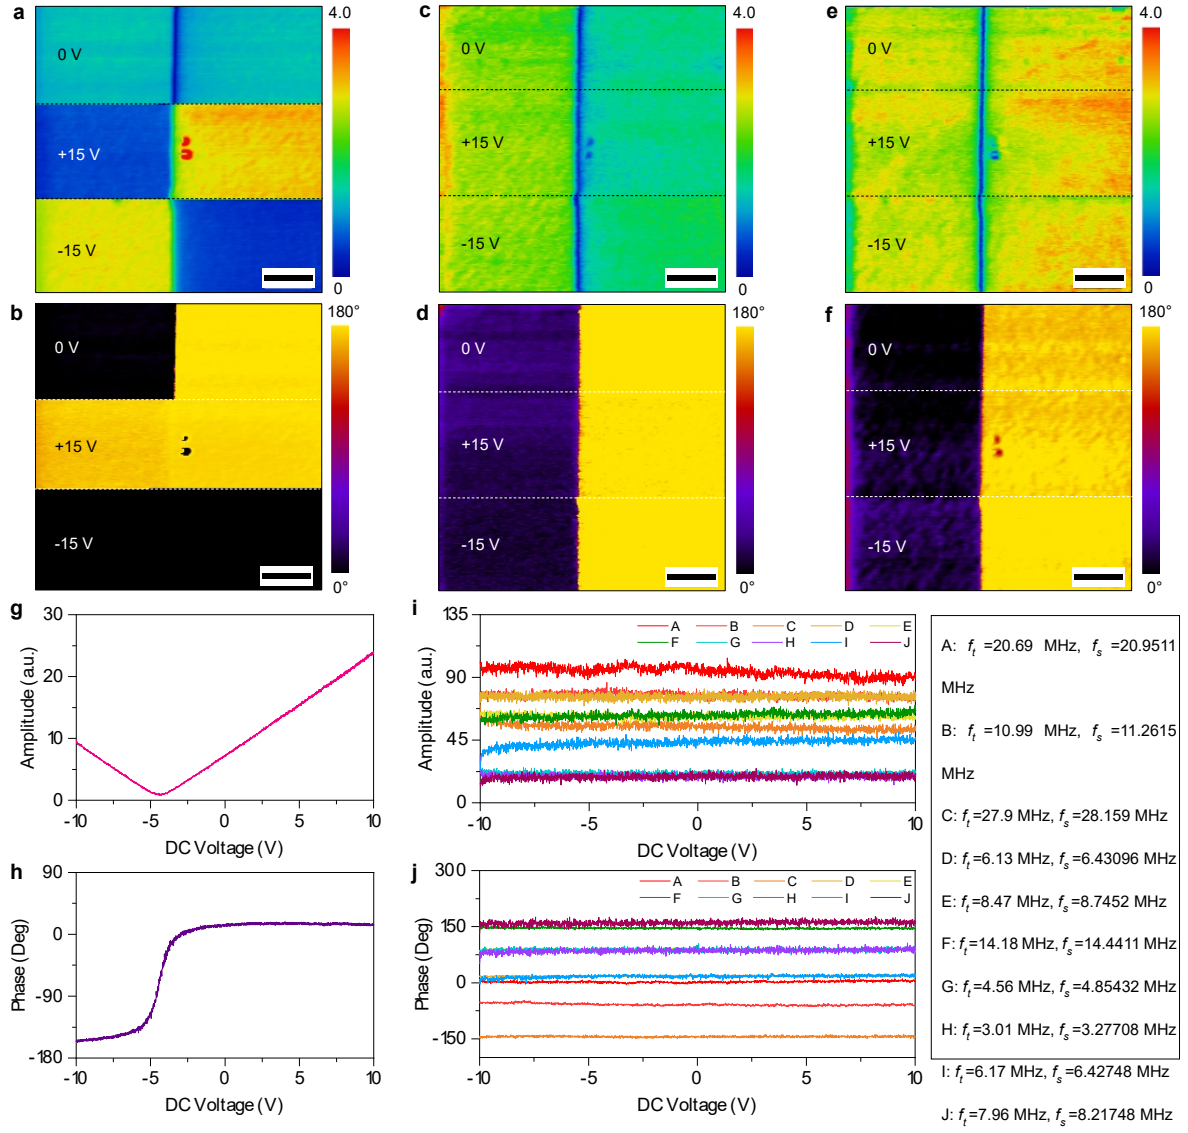 a
4.0
0 V
+15 V
-15 V
0
c
4.0
0 V
+15 V
-15 V
0
e
4.0
0 V
+15 V
-15 V
0
b
180°
0 V
+15 V
-15 V
0°
d
180°
0 V
+15 V
-15 V
0°
f
180°
0 V
+15 V
-15 V
0°
g
Amplitude (a.u.)
30
20
10
0
-10
-5
0
5
10
DC Voltage (V)
i
Amplitude (a.u.)
135
90
45
0
A B C D E
F G H I J
-10
-5
0
5
10
DC Voltage (V)
h
Phase (Deg)
90
0
-90
-180
-10
-5
0
5
10
DC Voltage (V)
j
Phase (Deg)
300
150
0
-150
A B C D E
F G H I J
-10
-5
0
5
10
DC Voltage (V)
A: ft =20.69 MHz, fs =20.9511
MHz
B: ft =10.99 MHz, fs =11.2615
MHz
C: ft=27.9 MHz, fs=28.159 MHz
D: ft=6.13 MHz, fs=6.43096 MHz
E: ft=8.47 MHz, fs=8.7452 MHz
F: ft=14.18 MHz, fs=14.4411 MHz
G: ft=4.56 MHz, fs=4.85432 MHz
H: ft=3.01 MHz, fs=3.27708 MHz
I: ft=6.17 MHz, fs=6.42748 MHz
J: ft=7.96 MHz, fs=8.21748 MHz